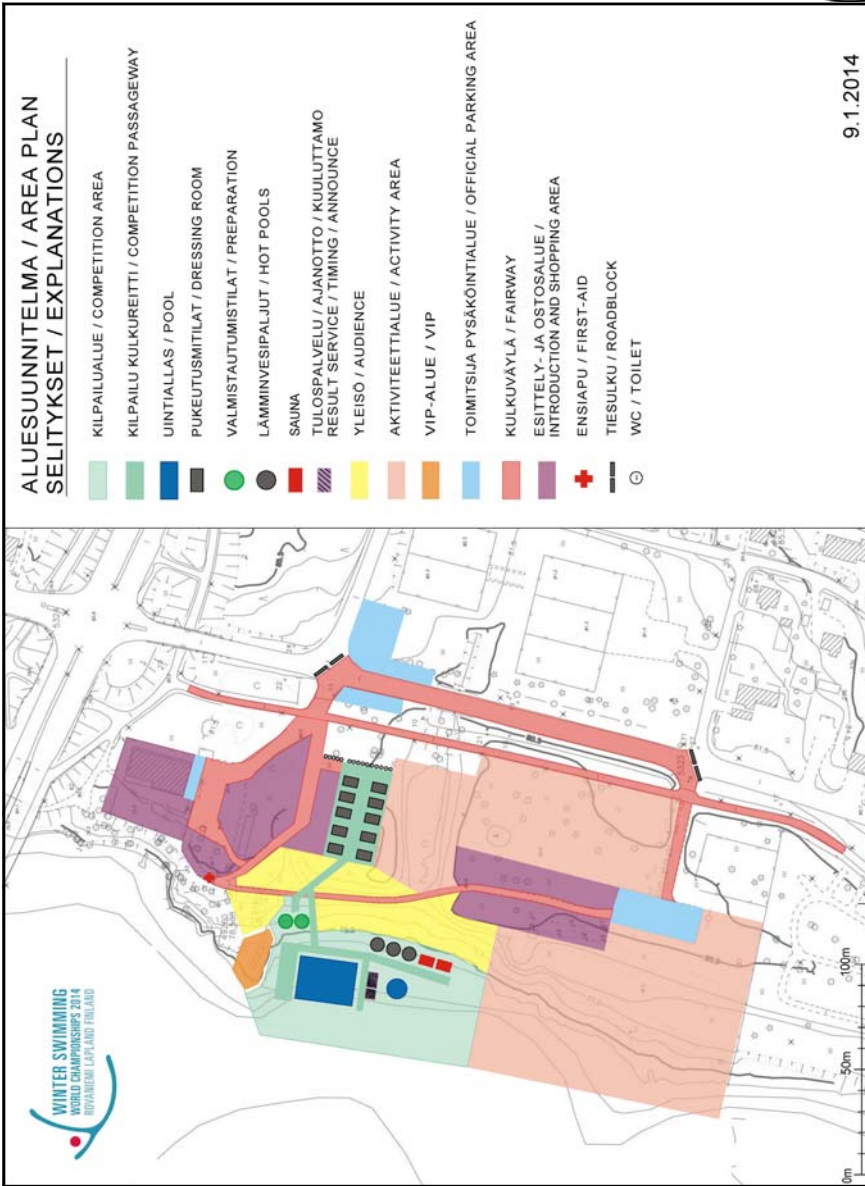 ALUESUUNNITELMA / AREA PLAN
SELITYKSET / EXPLANATIONS
KILPAILUALUE / COMPETITION AREA
KILPAILU KULKUREITTI / COMPETITION PASSAGEWAY
UINTIALLAS / POOL
PUKEUTUSMITILAT / DRESSING ROOM
VALMISTAUTUMISTILAT / PREPARATION
LÄMMINVESIPALJUT / HOT POOLS
SAUNA
TULOSPALVELU / AJANOTTO / KUULUTTAMO
RESULT SERVICE / TIMING / ANNOUNCE
YLEISÖ / AUDIENCE
AKTIVITEETTIALUE / ACTIVITY AREA
VIP-ALUE / VIP
TOIMITSIJA PYSÄKÖINTIALUE / OFFICIAL PARKING AREA
KULKUVÄYLÄ / FAIRWAY
ESITTELY- JA OSTOSALUE /
INTRODUCTION AND SHOPPING AREA
ENSIAPU / FIRST-AID
TIESULKU / ROADBLOCK
WC / TOILET
9.1.2014
WINTER SWIMMING
WORLD CHAMPIONSHIPS 2014
ROVANIEMI LAPLAND FINLAND
0m
50m
100m